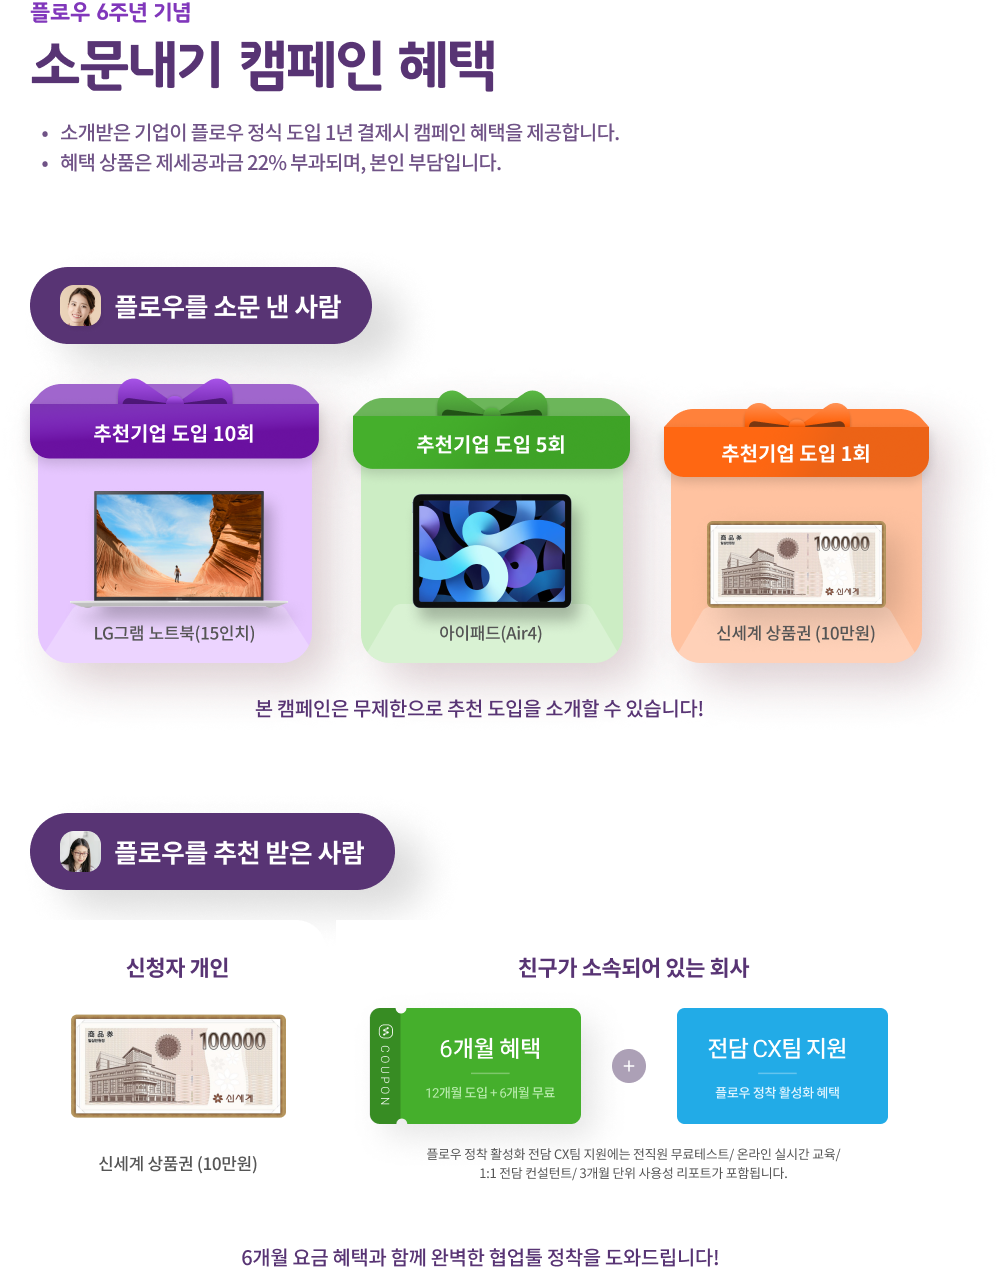 플로우 6주년 기념
소문내기 캠페인 혜택
• 소개받은 기업이 플로우 정식 도입 1년 결제시 캠페인 혜택을 제공합니다.
• 혜택 상품은 제세공과금 22% 부과되며, 본인 부담입니다.
플로우를 소문 낸 사람
추천기업 도입 10회
추천기업 도입 5회
추천기업 도입 1회
商品券
100000
신세계
LG그램 노트북(15인치)
아이패드(Air4)
신세계 상품권 (10만원)
본 캠페인은 무제한으로 추천 도입을 소개할 수 있습니다!
플로우를 추천 받은 사람
신청자 개인
친구가 소속되어 있는 회사
商品券
100000
신세계
COUPON
6개월 혜택
12개월 도입 + 6개월 무료
+
전담 CX팀 지원
플로우 정착 활성화 혜택
신세계 상품권 (10만원)
플로우 정착 활성화 전담 CX팀 지원에는 전직원 무료테스트/ 온라인 실시간 교육/
1:1 전담 컨설턴트/ 3개월 단위 사용성 리포트가 포함됩니다.
6개월 요금 혜택과 함께 완벽한 협업툴 정착을 도와드립니다!